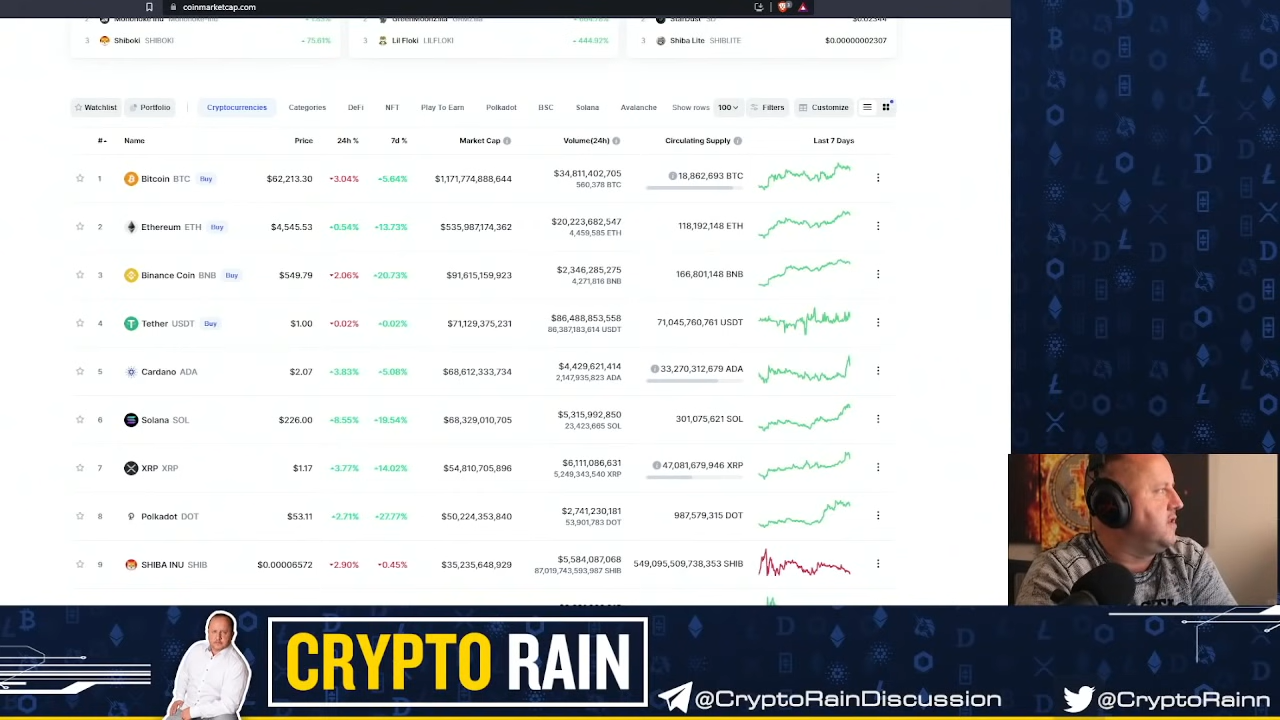 coinmarketcap.com
3 Shiboki SHIBOKI 75.61%
3 Lil Floki LILFLOKI 444.92%
3 Shiba Lite SHIBLITE $0.00000002307
Watchlist Portfolio Cryptocurrencies Categories DeFi NFT Play To Earn Polkadot BSC Solana Avalanche Show rows 100 Filters Customize
# Name Price 24h % 7d % Market Cap Volume(24h) Circulating Supply Last 7 Days
1 Bitcoin BTC Buy $62,213.30 3.04% 5.64% $1,171,774,888,644 $34,811,402,705 18,862,693 BTC
560,378 BTC
2 Ethereum ETH Buy $4,545.53 0.54% 13.73% $535,987,174,362 $20,223,682,547 118,192,148 ETH
4,459,585 ETH
3 Binance Coin BNB Buy $549.79 2.06% 20.73% $91,615,159,923 $2,346,285,275 166,801,148 BNB
4,271,816 BNB
4 Tether USDT Buy $1.00 0.02% 0.02% $71,129,375,231 $86,488,853,558 71,045,760,761 USDT
86,387,183,614 USDT
5 Cardano ADA $2.07 3.83% 5.08% $68,612,333,734 $4,429,621,414 33,270,312,679 ADA
2,147,935,823 ADA
6 Solana SOL $226.00 8.55% 19.54% $68,329,010,705 $5,315,992,850 301,075,621 SOL
23,423,665 SOL
7 XRP XRP $1.17 3.77% 14.02% $54,810,705,896 $6,111,086,631 47,081,679,946 XRP
5,249,343,540 XRP
8 Polkadot DOT $53.11 2.71% 27.77% $50,224,353,840 $2,741,230,181 987,579,315 DOT
53,901,783 DOT
9 SHIBA INU SHIB $0.00006572 2.90% 0.45% $35,235,648,929 $5,584,087,068 549,095,509,738,353 SHIB
87,019,743,593,987 SHIB
CRYPTO RAIN
@CryptoRainDiscussion
@CryptoRainn